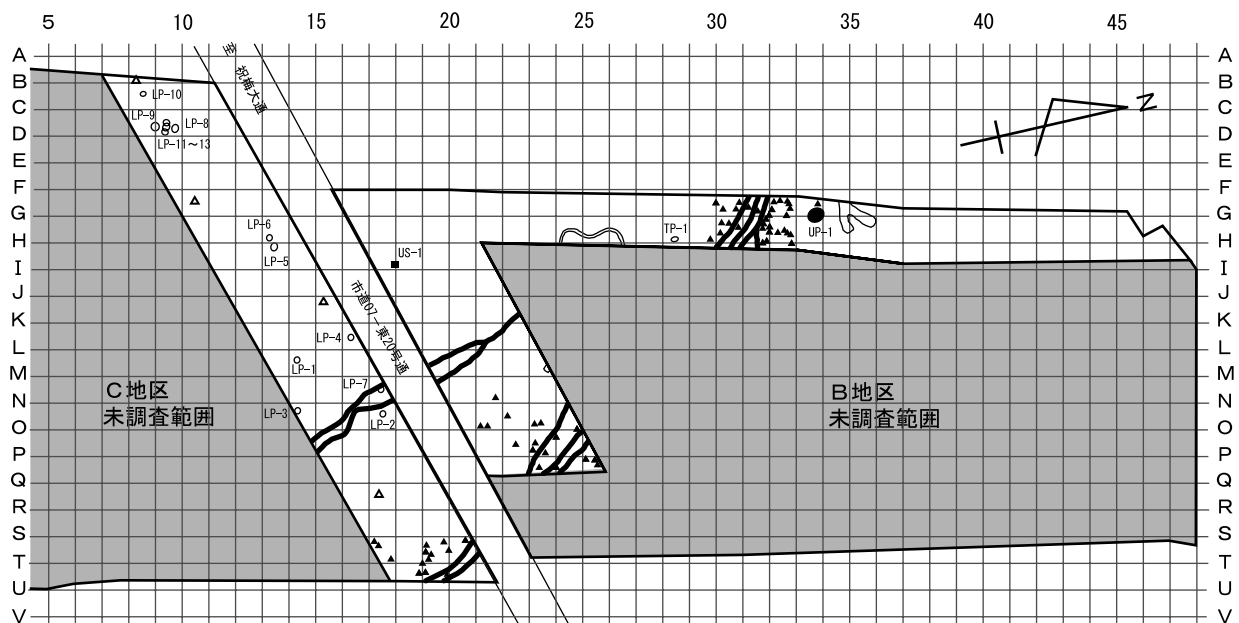 5 10 15 20 25 30 35 40 45
A A
B B
C C
D D
E E
F F
G G
H H
I I
J J
K K
L L
M M
N N
O O
P P
Q Q
R R
S S
T T
U U
V V
至 祝梅大通
N
LP-10
LP-9
LP-8
LP-11～13
LP-6
LP-5
US-1
TP-1
UP-1
市道07－東20号通
LP-4
LP-1
LP-7
LP-3
LP-2
C地区
未調査範囲
B地区
未調査範囲